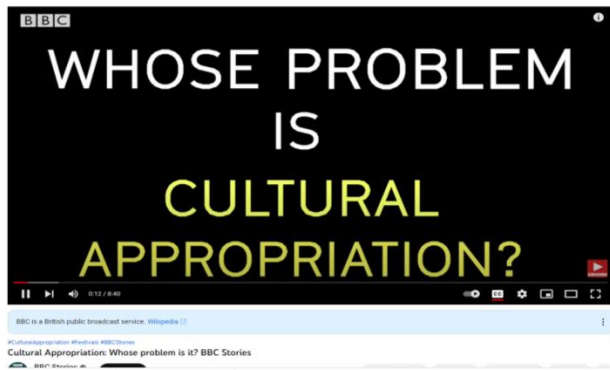 BBC
WHOSE PROBLEM
IS
CULTURAL
APPROPRIATION?
0:12 / 8:40
CC
BBC is a British public broadcast service. Wikipedia
#CulturalAppropriation #Festivals #BBCStories
Cultural Appropriation: Whose problem is it? BBC Stories
BBC Stories